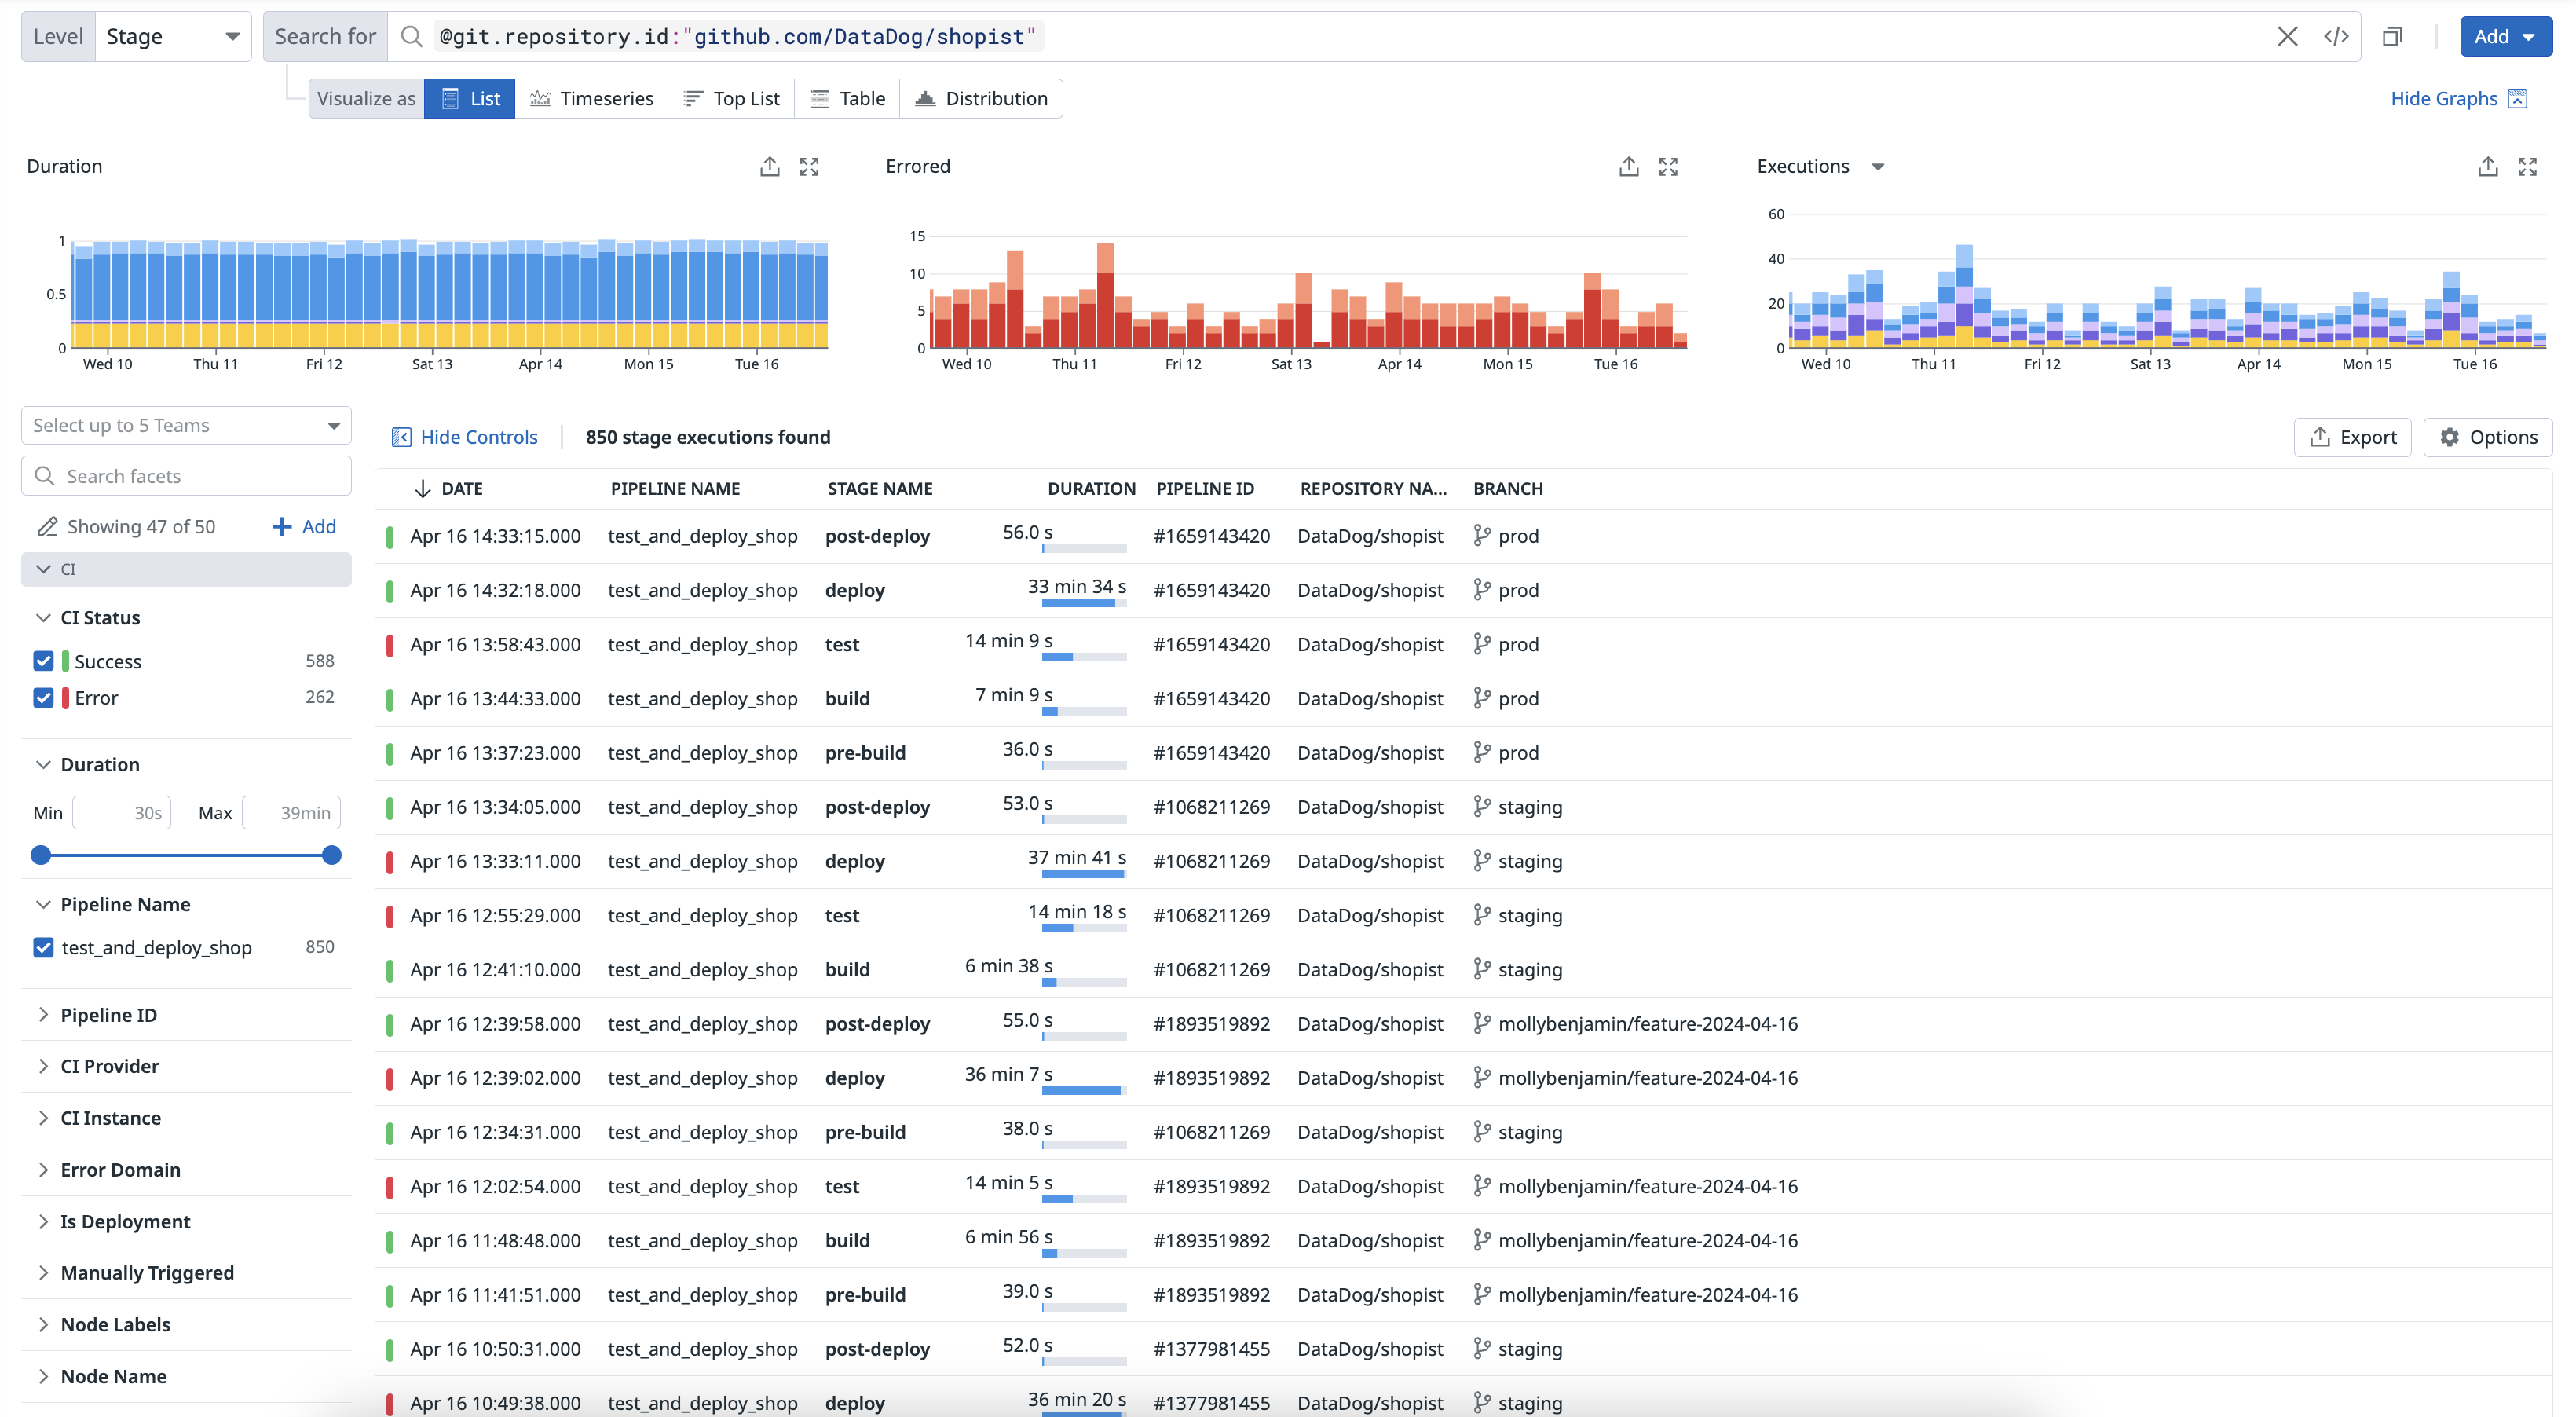 Level Stage Search for @git.repository.id:"github.com/DataDog/shopist" </> Add
Visualize as List Timeseries Top List Table Distribution Hide Graphs
Duration
1
0.5
0
Wed 10 Thu 11 Fri 12 Sat 13 Apr 14 Mon 15 Tue 16
Errored
15
10
5
0
Wed 10 Thu 11 Fri 12 Sat 13 Apr 14 Mon 15 Tue 16
Executions
60
40
20
0
Wed 10 Thu 11 Fri 12 Sat 13 Apr 14 Mon 15 Tue 16
Select up to 5 Teams
Search facets
Showing 47 of 50 Add
CI
CI Status
Success 588
Error 262
Duration
Min 30s Max 39min
Pipeline Name
test_and_deploy_shop 850
Pipeline ID
CI Provider
CI Instance
Error Domain
Is Deployment
Manually Triggered
Node Labels
Node Name
Hide Controls 850 stage executions found Export Options
DATE PIPELINE NAME STAGE NAME DURATION PIPELINE ID REPOSITORY NA... BRANCH
Apr 16 14:33:15.000 test_and_deploy_shop post-deploy 56.0 s #1659143420 DataDog/shopist prod
Apr 16 14:32:18.000 test_and_deploy_shop deploy 33 min 34 s #1659143420 DataDog/shopist prod
Apr 16 13:58:43.000 test_and_deploy_shop test 14 min 9 s #1659143420 DataDog/shopist prod
Apr 16 13:44:33.000 test_and_deploy_shop build 7 min 9 s #1659143420 DataDog/shopist prod
Apr 16 13:37:23.000 test_and_deploy_shop pre-build 36.0 s #1659143420 DataDog/shopist prod
Apr 16 13:34:05.000 test_and_deploy_shop post-deploy 53.0 s #1068211269 DataDog/shopist staging
Apr 16 13:33:11.000 test_and_deploy_shop deploy 37 min 41 s #1068211269 DataDog/shopist staging
Apr 16 12:55:29.000 test_and_deploy_shop test 14 min 18 s #1068211269 DataDog/shopist staging
Apr 16 12:41:10.000 test_and_deploy_shop build 6 min 38 s #1068211269 DataDog/shopist staging
Apr 16 12:39:58.000 test_and_deploy_shop post-deploy 55.0 s #1893519892 DataDog/shopist mollybenjamin/feature-2024-04-16
Apr 16 12:39:02.000 test_and_deploy_shop deploy 36 min 7 s #1893519892 DataDog/shopist mollybenjamin/feature-2024-04-16
Apr 16 12:34:31.000 test_and_deploy_shop pre-build 38.0 s #1068211269 DataDog/shopist staging
Apr 16 12:02:54.000 test_and_deploy_shop test 14 min 5 s #1893519892 DataDog/shopist mollybenjamin/feature-2024-04-16
Apr 16 11:48:48.000 test_and_deploy_shop build 6 min 56 s #1893519892 DataDog/shopist mollybenjamin/feature-2024-04-16
Apr 16 11:41:51.000 test_and_deploy_shop pre-build 39.0 s #1893519892 DataDog/shopist mollybenjamin/feature-2024-04-16
Apr 16 10:50:31.000 test_and_deploy_shop post-deploy 52.0 s #1377981455 DataDog/shopist staging
Apr 16 10:49:38.000 test_and_deploy_shop deploy 36 min 20 s #1377981455 DataDog/shopist staging